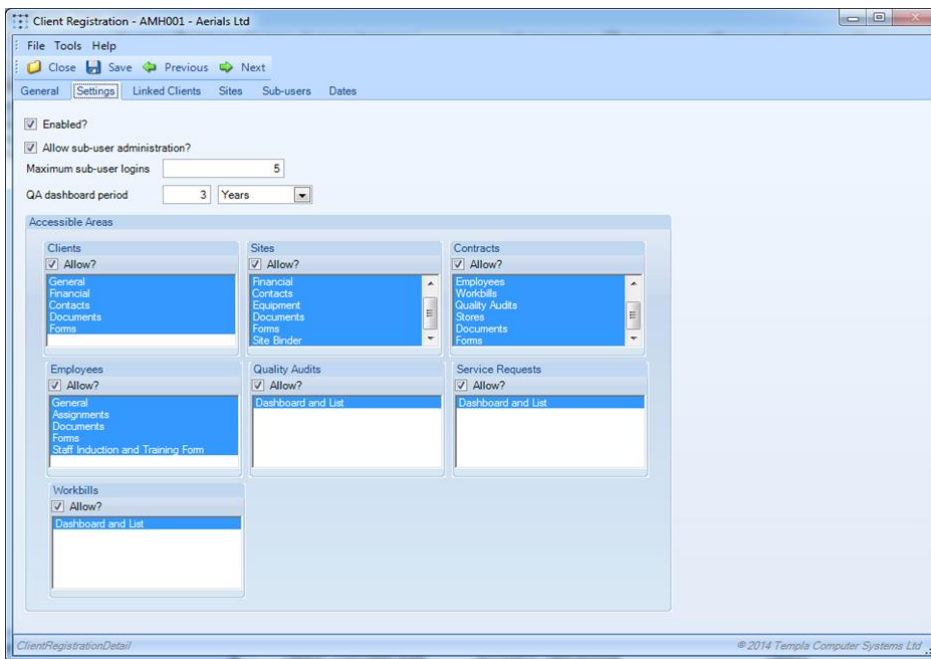 Client Registration - AMH001 - Aerials Ltd
File Tools Help
Close Save Previous Next
General Settings Linked Clients Sites Sub-users Dates
Enabled?
Allow sub-user administration?
Maximum sub-user logins 5
QA dashboard period 3 Years
Accessible Areas
Clients
Allow?
General
Financial
Contacts
Documents
Forms
Sites
Allow?
Financial
Contacts
Equipment
Documents
Forms
Site Binder
Contracts
Allow?
Employees
Workbills
Quality Audits
Stores
Documents
Forms
Employees
Allow?
General
Assignments
Documents
Forms
Staff Induction and Training Form
Quality Audits
Allow?
Dashboard and List
Service Requests
Allow?
Dashboard and List
Workbills
Allow?
Dashboard and List
ClientRegistrationDetail
© 2014 Templa Computer Systems Ltd